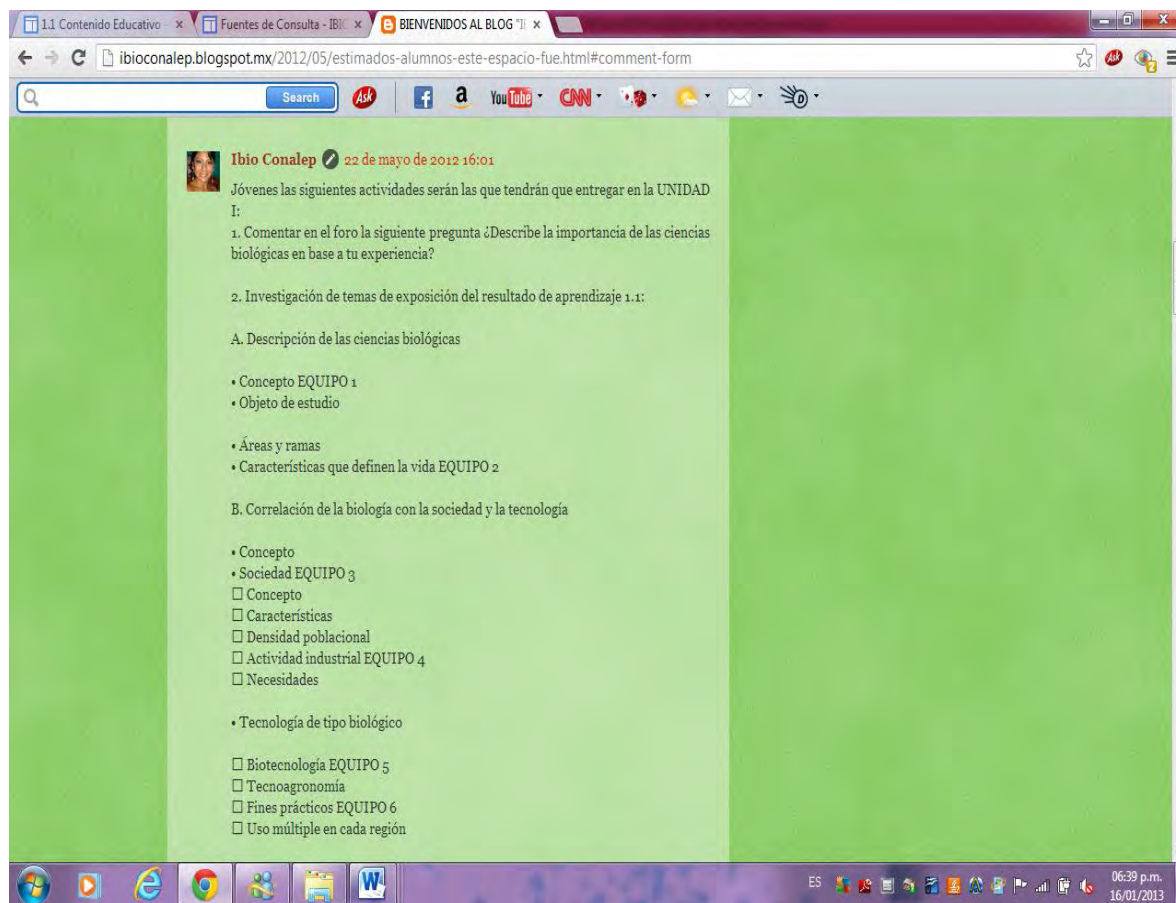 1.1 Contenido Educativo
Fuentes de Consulta - IBIC
BIENVENIDOS AL BLOG "I
ibioconalep.blogspot.mx/2012/05/estimados-alumnos-este-espacio-fue.html#comment-form
Search
Ask
f
a
YouTube
CNN
Ibio Conalep 22 de mayo de 2012 16:01
Jóvenes las siguientes actividades serán las que tendrán que entregar en la UNIDAD
I:
1. Comentar en el foro la siguiente pregunta ¿Describe la importancia de las ciencias
biológicas en base a tu experiencia?
2. Investigación de temas de exposición del resultado de aprendizaje 1.1:
A. Descripción de las ciencias biológicas
• Concepto EQUIPO 1
• Objeto de estudio
• Áreas y ramas
• Características que definen la vida EQUIPO 2
B. Correlación de la biología con la sociedad y la tecnología
• Concepto
• Sociedad EQUIPO 3
□ Concepto
□ Características
□ Densidad poblacional
□ Actividad industrial EQUIPO 4
□ Necesidades
• Tecnología de tipo biológico
□ Biotecnología EQUIPO 5
□ Tecnoagronomía
□ Fines prácticos EQUIPO 6
□ Uso múltiple en cada región
ES
06:39 p.m.
16/01/2013